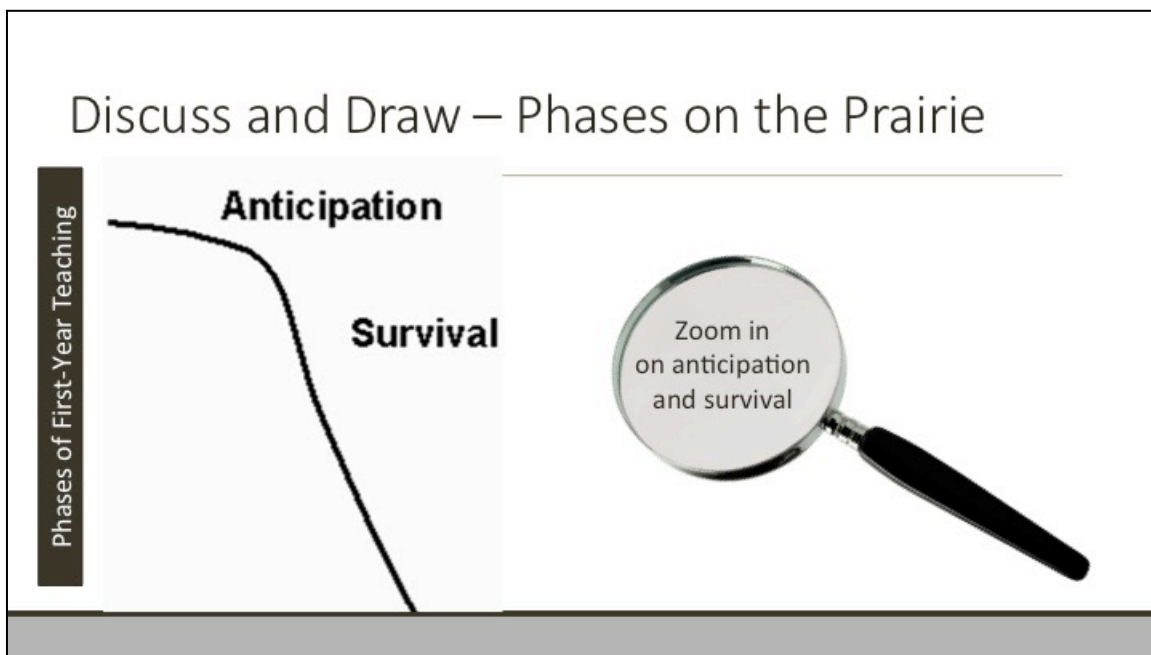 Discuss and Draw – Phases on the Prairie
Phases of First-Year Teaching
Anticipation
Survival
Zoom in
on anticipation
and survival